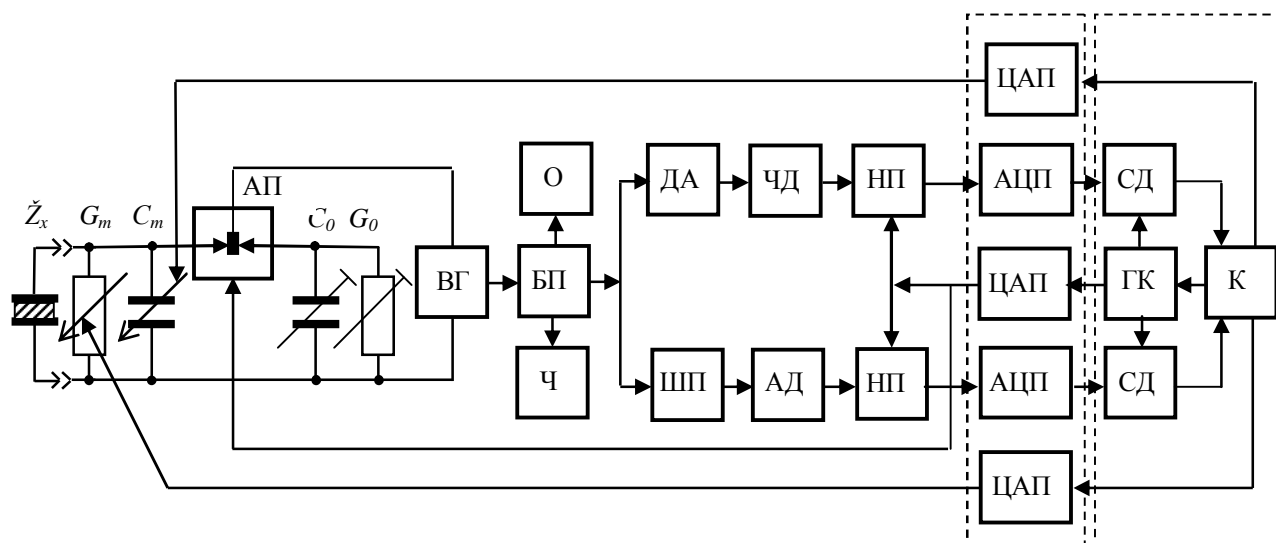 ЦАП
О ДА ЧД НП АЦП СД
АП
Žx Gm Cm C0 G0
ВГ БП ЦАП ГК К
Ч ШП АД НП АЦП СД
ЦАП